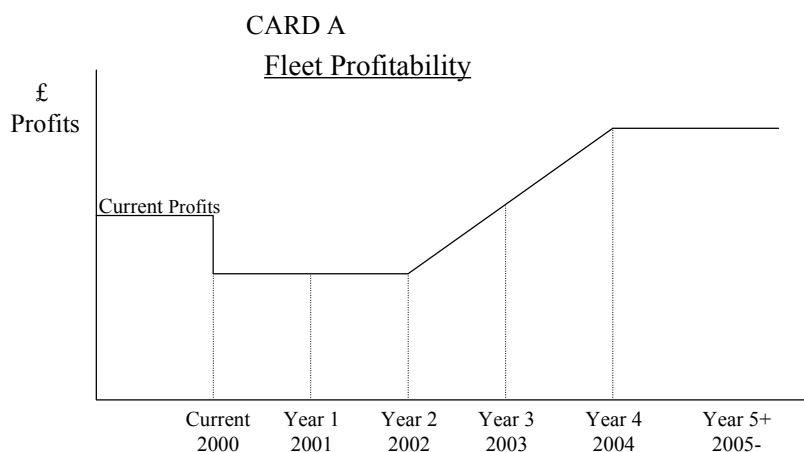 CARD A
Fleet Profitability
£
Profits
Current Profits
Current Year 1 Year 2 Year 3 Year 4 Year 5+
2000 2001 2002 2003 2004 2005-